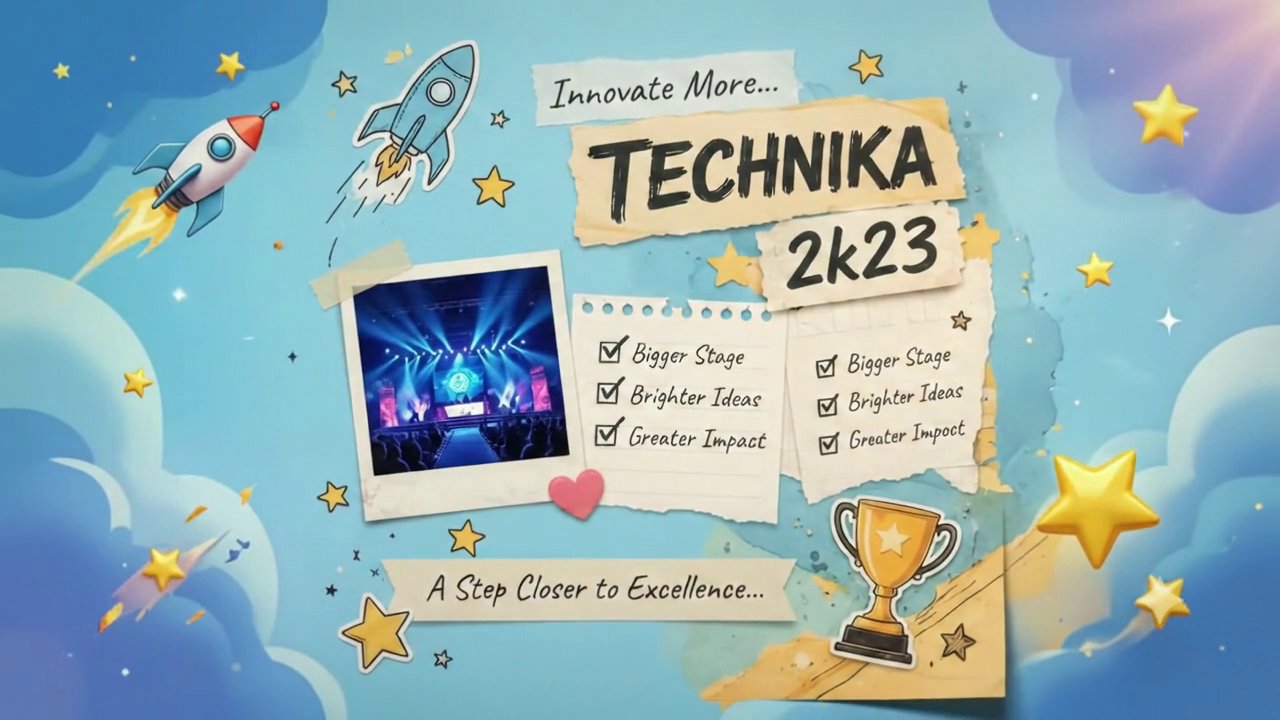 Innovate More...
TECHNIKA
2k23
Bigger Stage
Brighter Ideas
Greater Impact
Bigger Stage
Brighter Ideas
Greater Impoct
A Step Closer to Excellence...